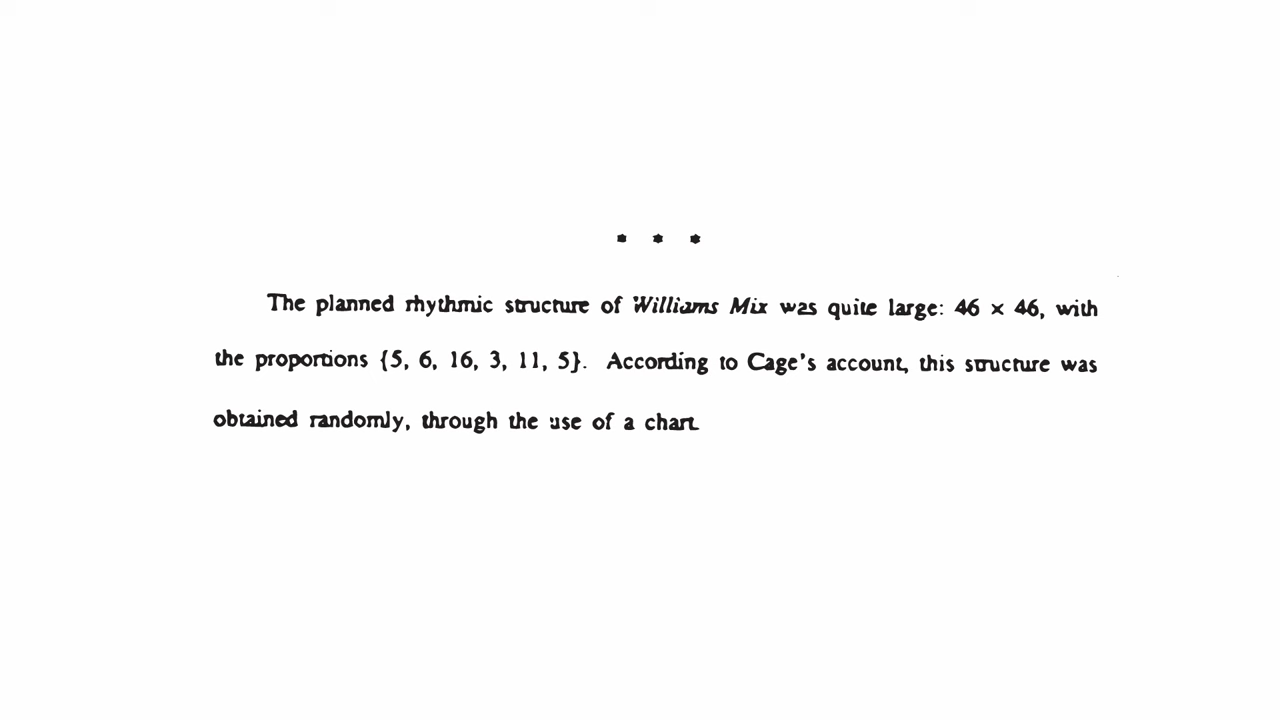 * * *
The planned rhythmic structure of Williams Mix was quite large: 46 × 46, with
the proportions {5, 6, 16, 3, 11, 5}. According to Cage's account, this structure was
obtained randomly, through the use of a chart.